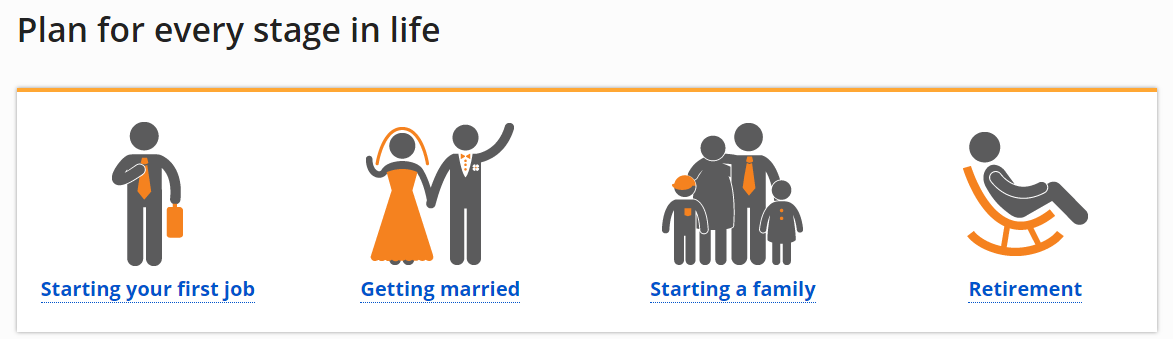 Plan for every stage in life
Starting your first job
Getting married
Starting a family
Retirement